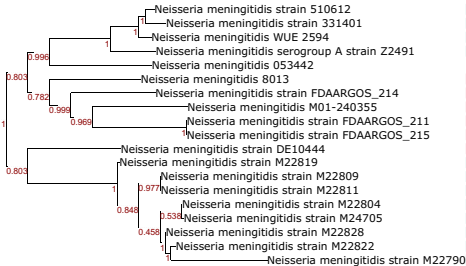 Neisseria meningitidis strain 510612
1
Neisseria meningitidis strain 331401
1
Neisseria meningitidis WUE 2594
1
Neisseria meningitidis serogroup A strain Z2491
0.996
Neisseria meningitidis 053442
0.803
Neisseria meningitidis 8013
0.782
Neisseria meningitidis strain FDAARGOS_214
0.999
Neisseria meningitidis M01-240355
0.969
Neisseria meningitidis strain FDAARGOS_211
1
Neisseria meningitidis strain FDAARGOS_215
1
Neisseria meningitidis strain DE10444
0.803
Neisseria meningitidis strain M22819
1
Neisseria meningitidis strain M22809
0.977
Neisseria meningitidis strain M22811
0.848
Neisseria meningitidis strain M22804
0.538
Neisseria meningitidis strain M24705
0.458
Neisseria meningitidis strain M22828
1
Neisseria meningitidis strain M22822
1
Neisseria meningitidis strain M22790